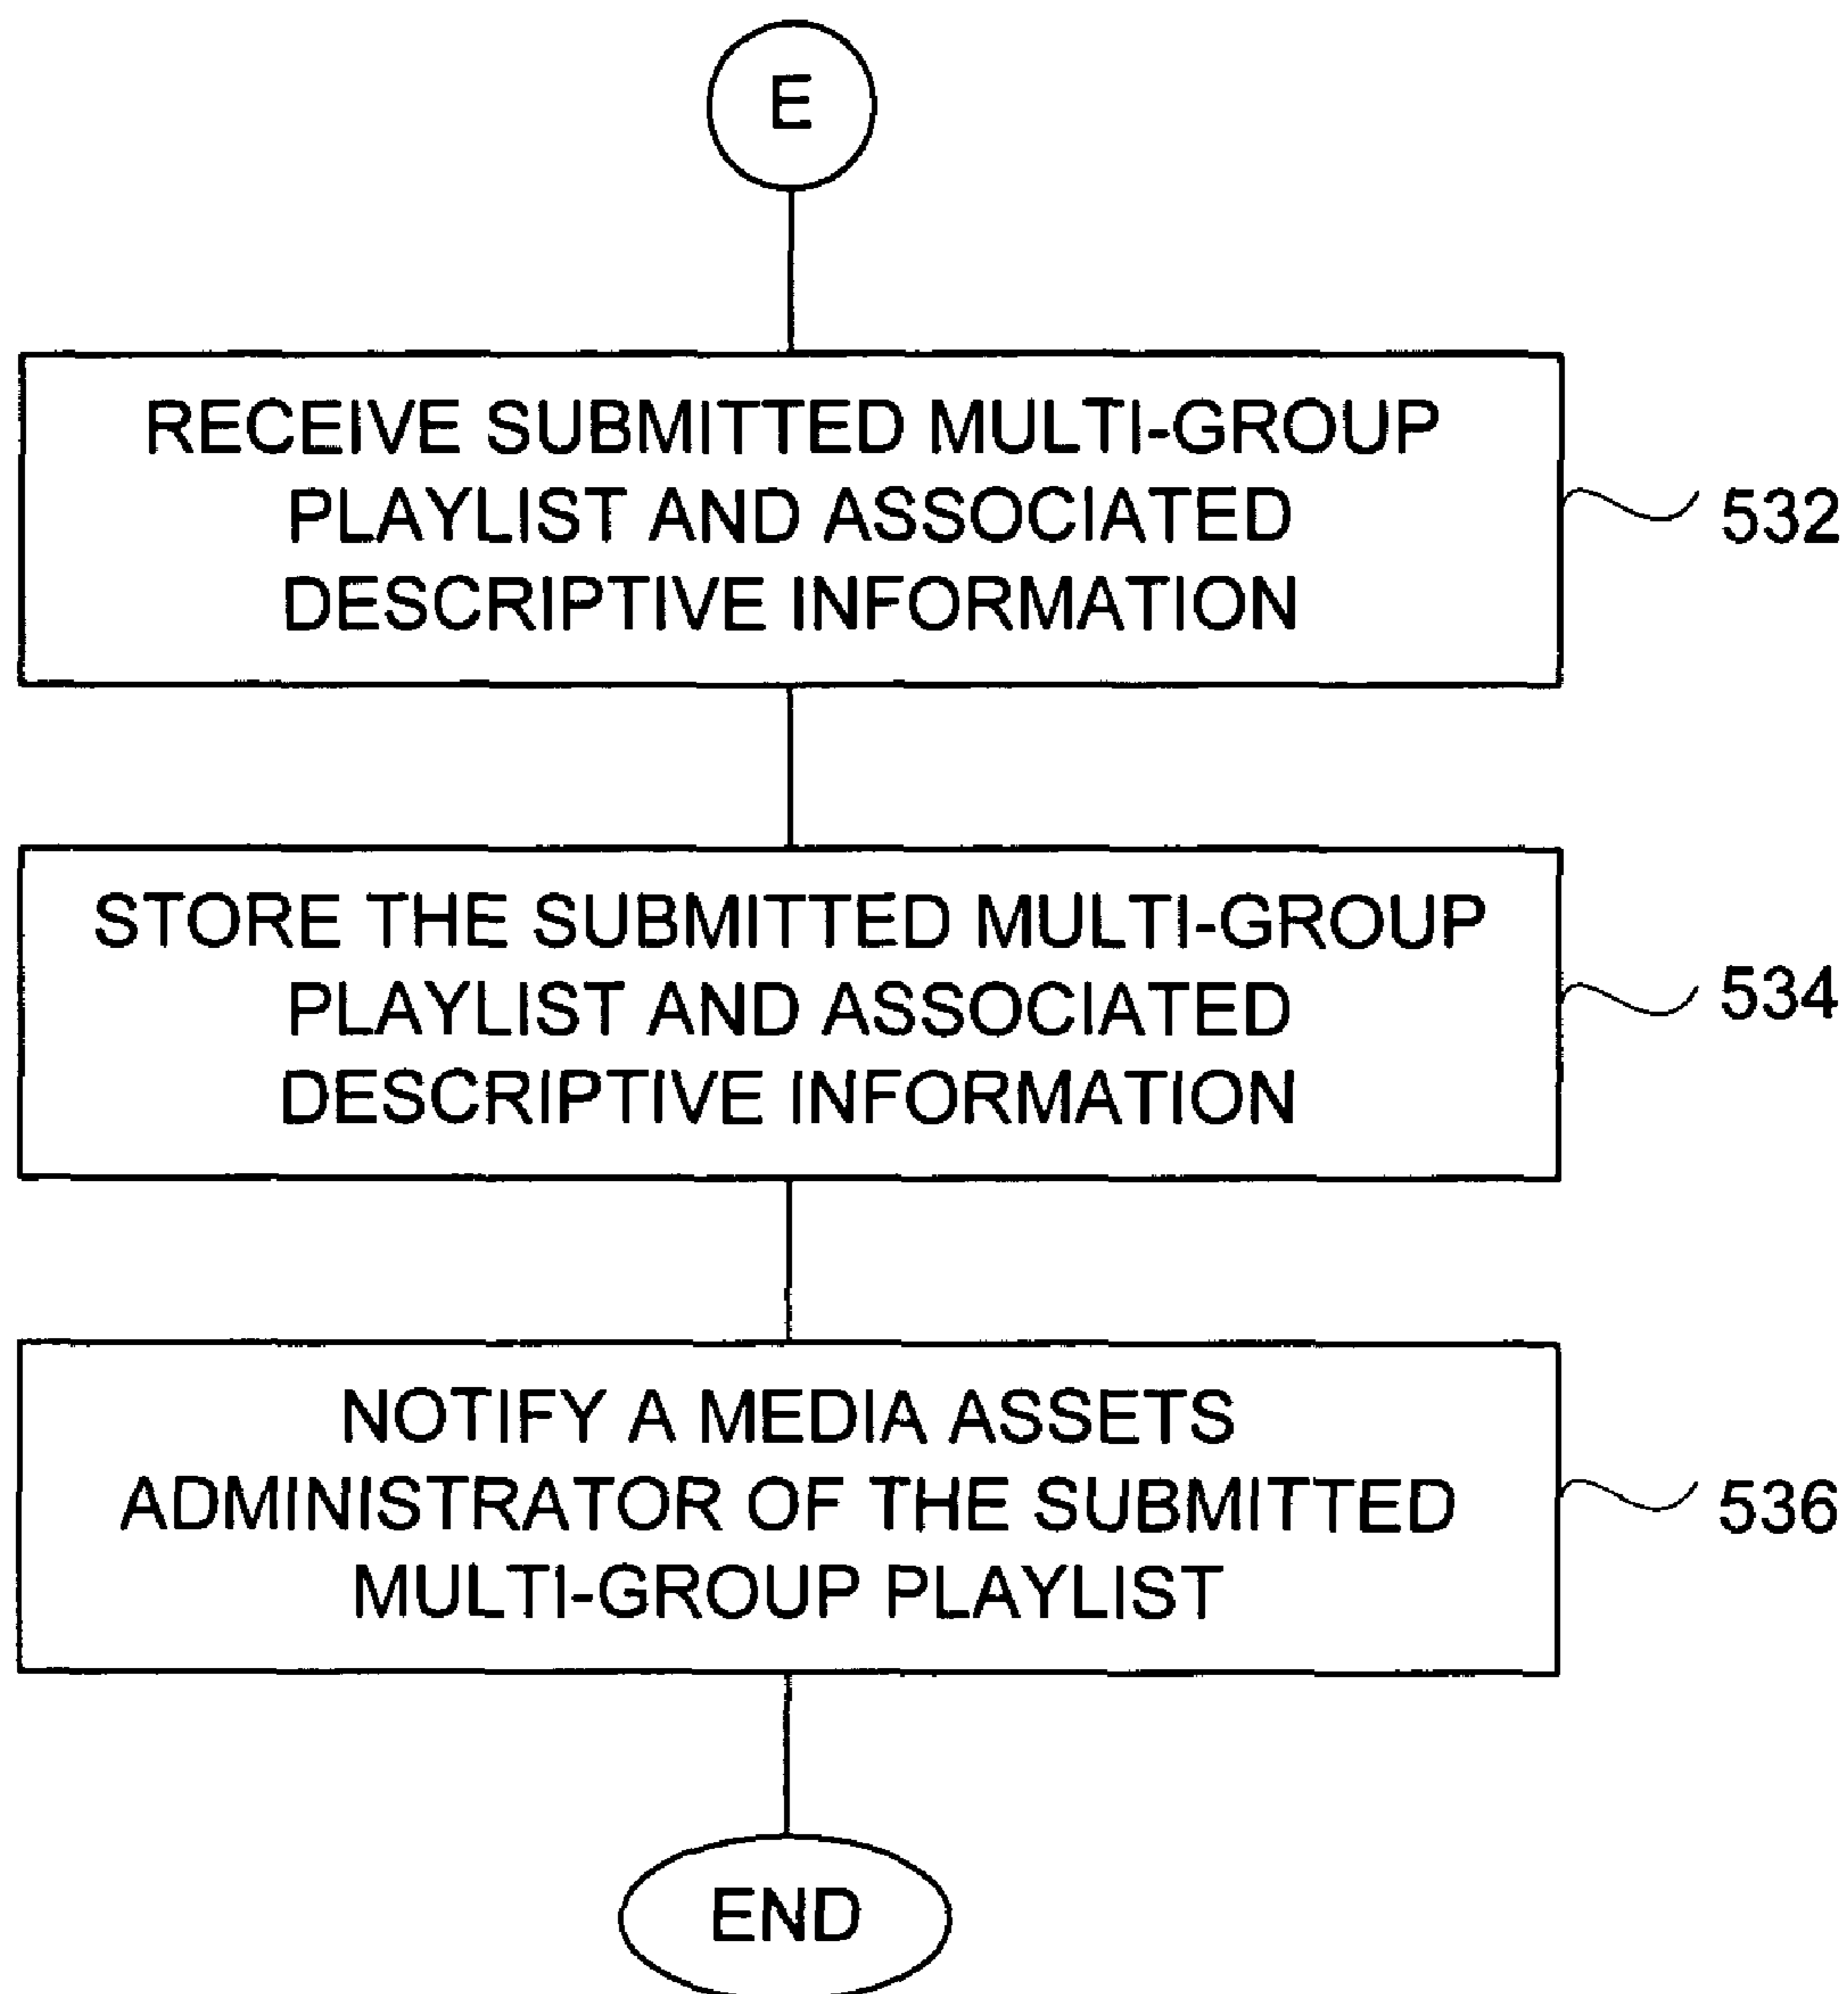 E
RECEIVE SUBMITTED MULTI-GROUP
PLAYLIST AND ASSOCIATED
DESCRIPTIVE INFORMATION
532
STORE THE SUBMITTED MULTI-GROUP
PLAYLIST AND ASSOCIATED
DESCRIPTIVE INFORMATION
534
NOTIFY A MEDIA ASSETS
ADMINISTRATOR OF THE SUBMITTED
MULTI-GROUP PLAYLIST
536
END